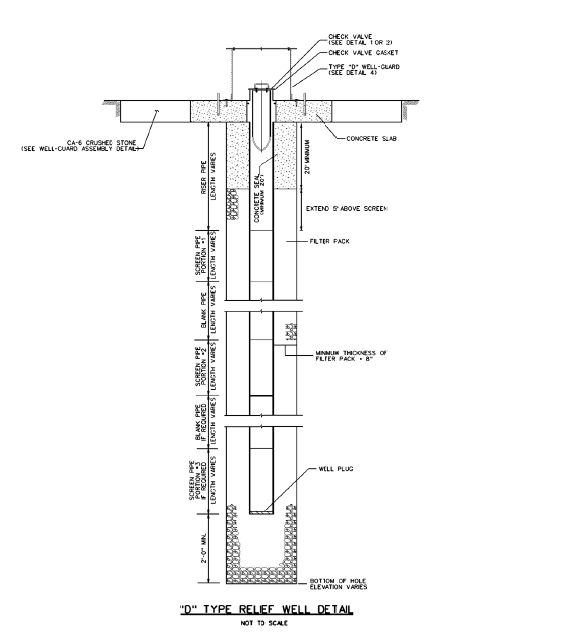 CHECK VALVE
(SEE DETAIL 1 OR 2)
CHECK VALVE GASKET
TYPE "D" WELL-GUARD
(SEE DETAIL 4)
CA-6 CRUSHED STONE
(SEE WELL-GUARD ASSEMBLY DETAIL)
CONCRETE SLAB
RISER PIPE
LENGTH VARIES
CONCRETE SEAL
(MINIMUM 20')
20' MINIMUM
EXTEND 5' ABOVE SCREEN
SCREEN PIPE
PORTION #1
LENGTH VARIES
FILTER PACK
BLANK PIPE
LENGTH VARIES
SCREEN PIPE
PORTION #2
LENGTH VARIES
MINIMUM THICKNESS OF
FILTER PACK = 8"
BLANK PIPE
IF REQUIRED
LENGTH VARIES
SCREEN PIPE
PORTION #3
IF REQUIRED
LENGTH VARIES
WELL PLUG
2'-0" MIN.
BOTTOM OF HOLE
ELEVATION VARIES
"D" TYPE RELIEF WELL DETAIL
NOT TO SCALE